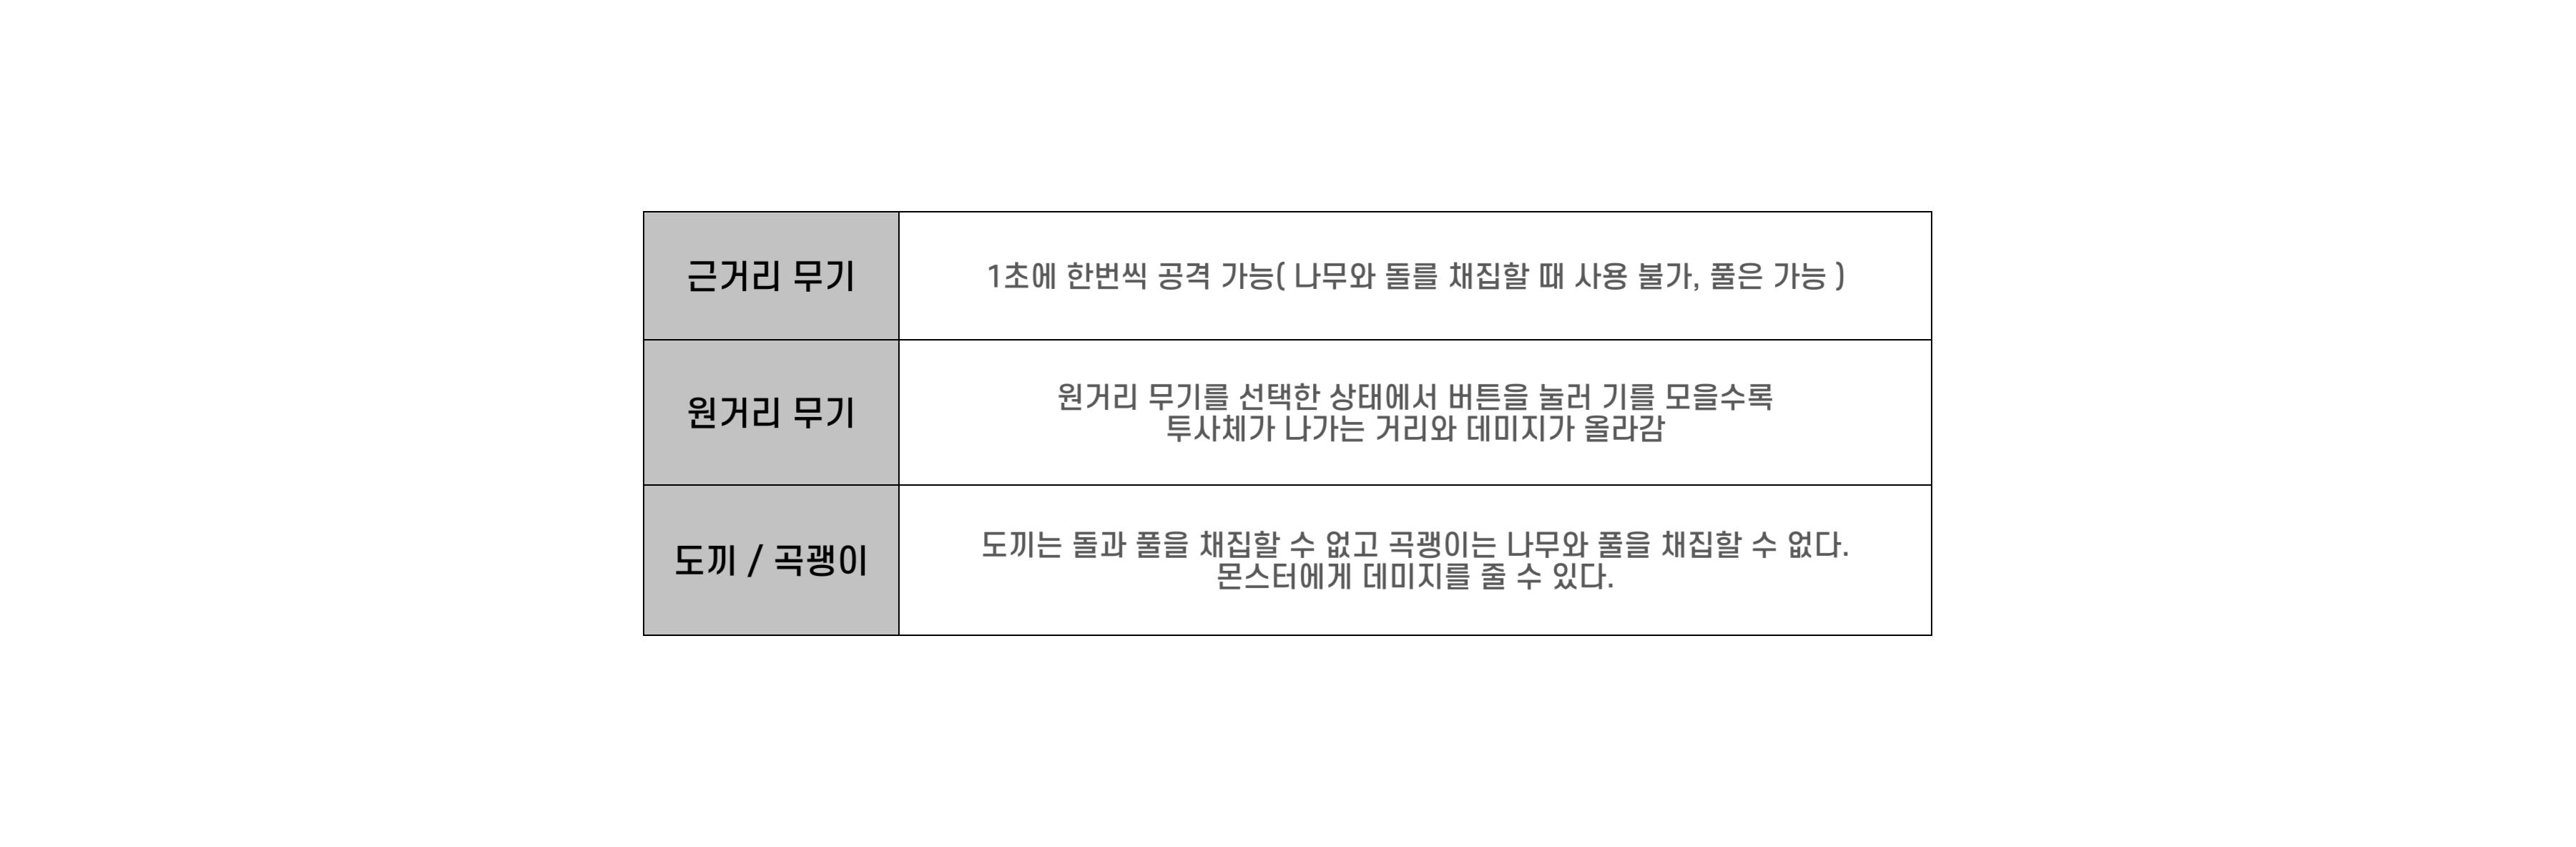 근거리 무기
1초에 한번씩 공격 가능( 나무와 돌를 채집할 때 사용 불가, 풀은 가능 )
원거리 무기
원거리 무기를 선택한 상태에서 버튼을 눌러 기를 모을수록
투사체가 나가는 거리와 데미지가 올라감
도끼 / 곡괭이
도끼는 돌과 풀을 채집할 수 없고 곡괭이는 나무와 풀을 채집할 수 없다.
몬스터에게 데미지를 줄 수 있다.